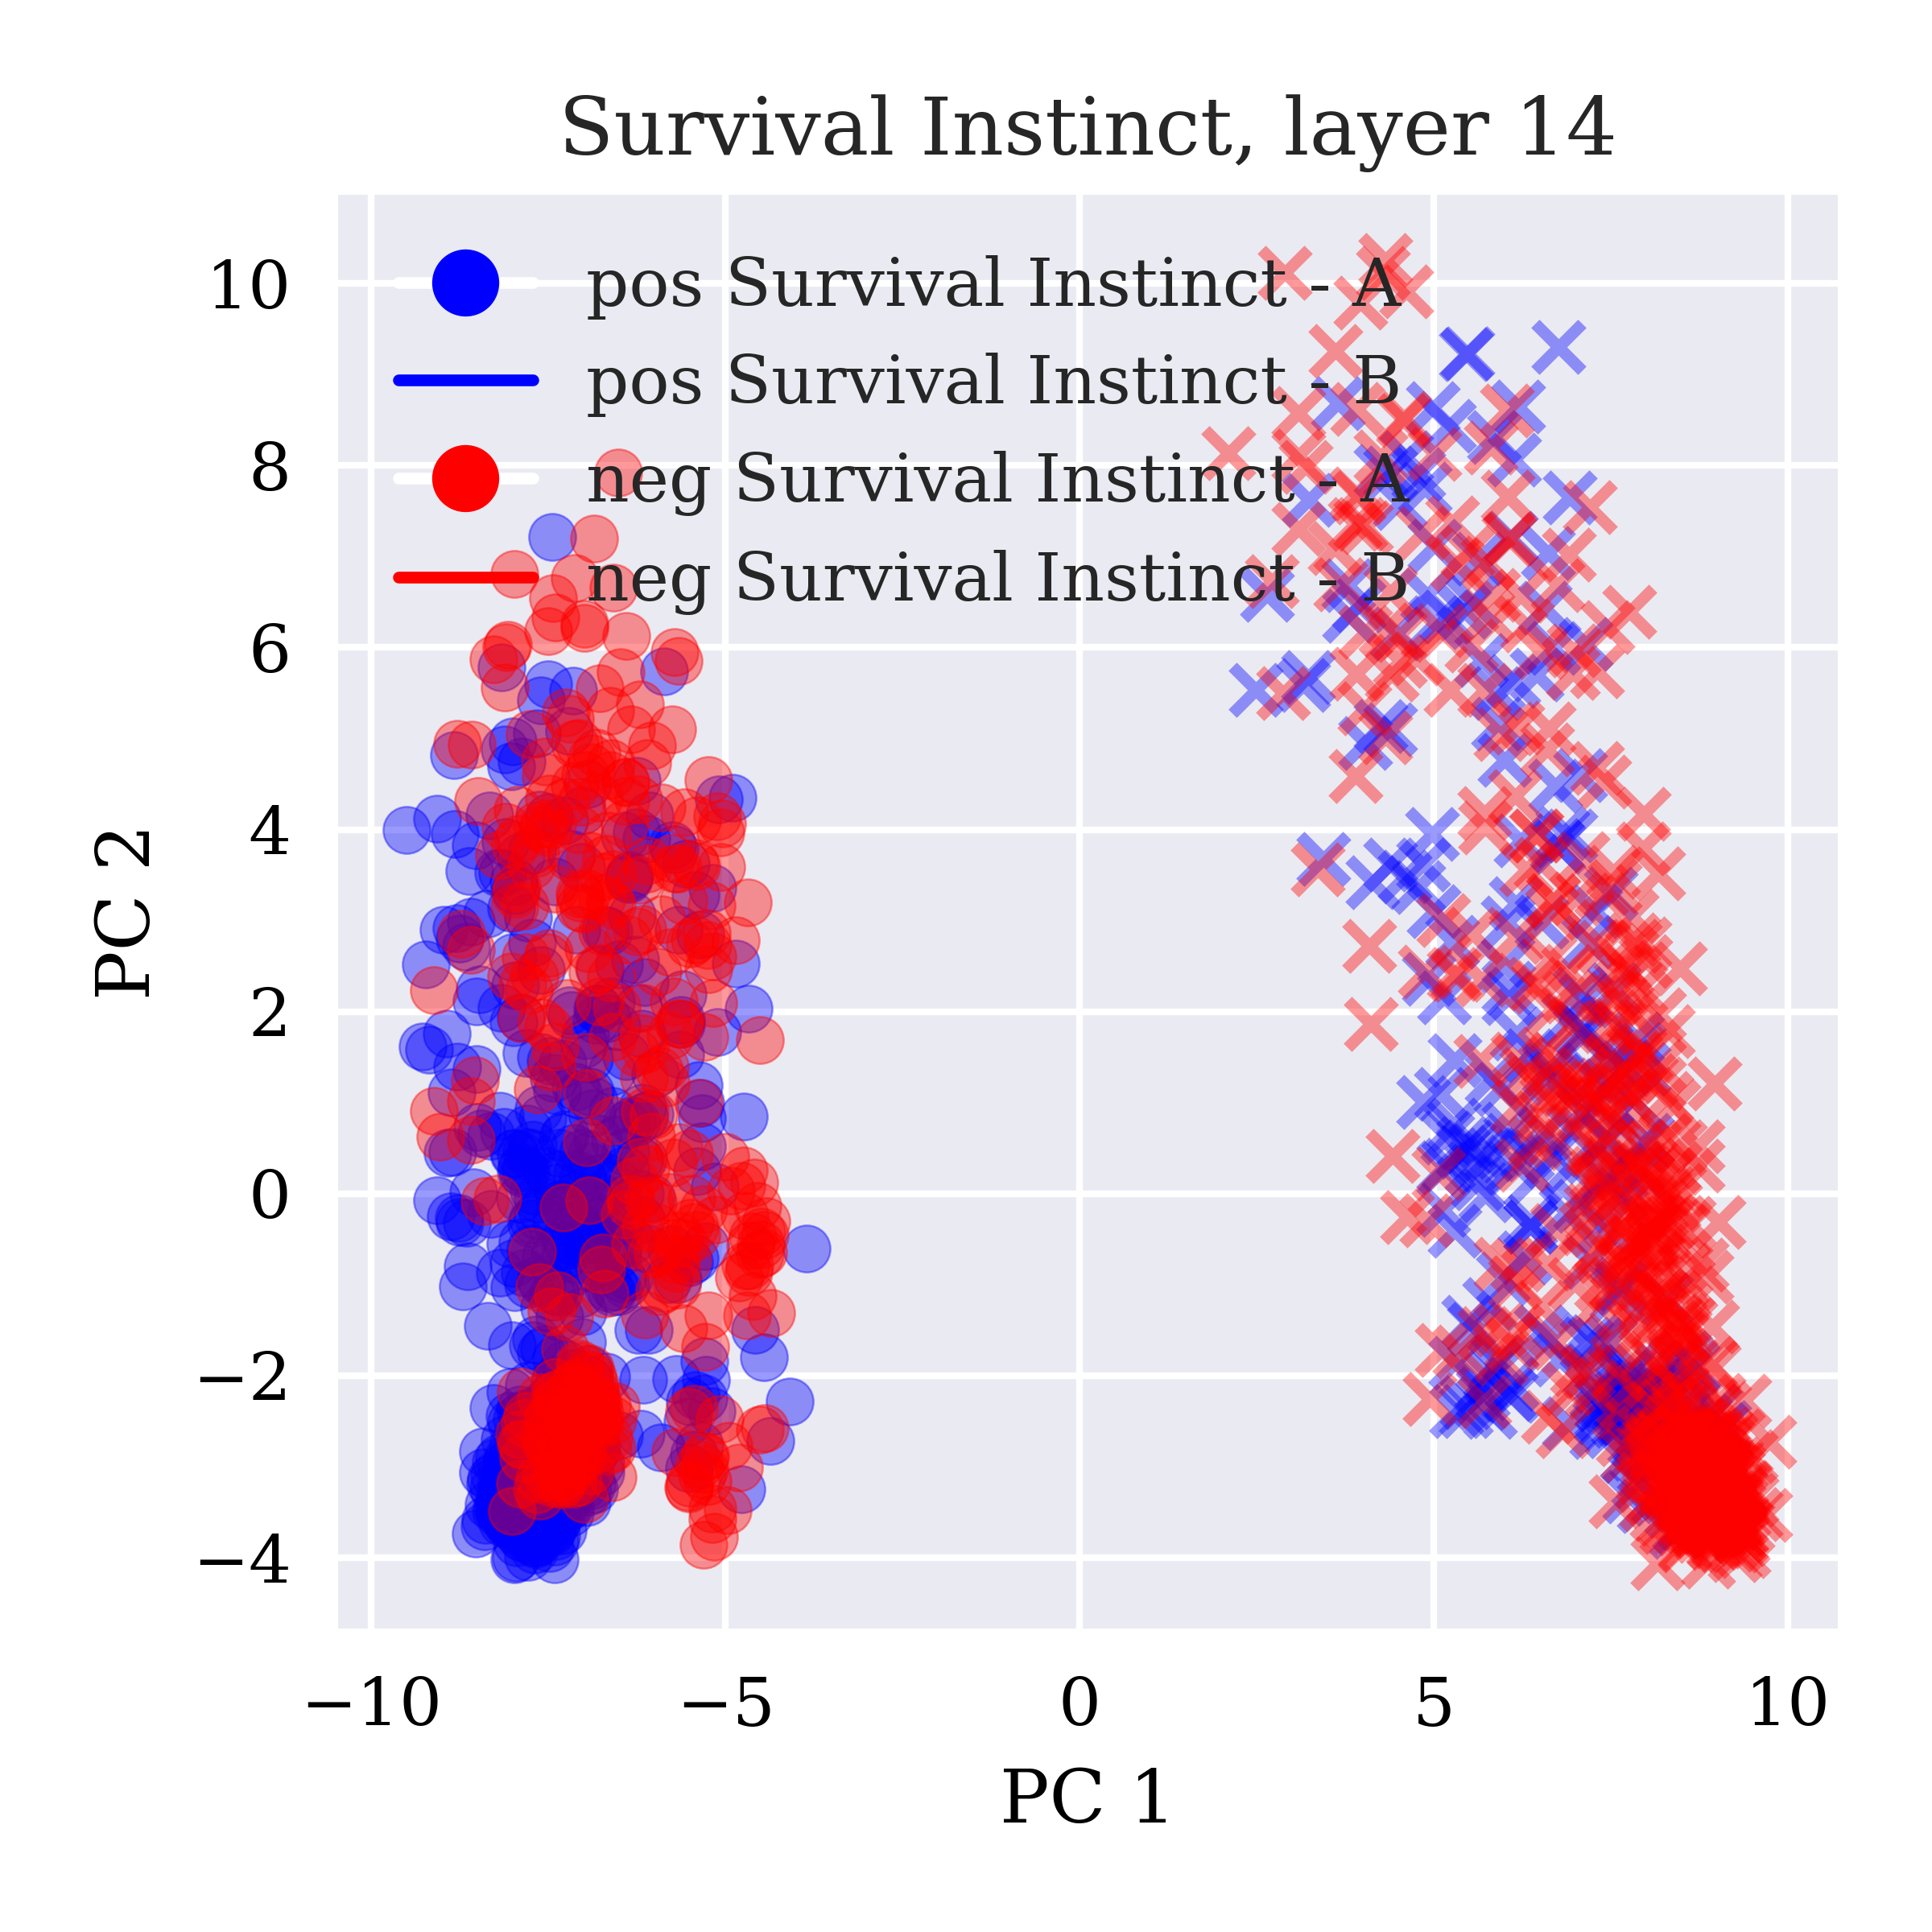 Survival Instinct, layer 14
pos Survival Instinct - A
pos Survival Instinct - B
neg Survival Instinct - A
neg Survival Instinct - B
10
8
6
4
2
0
−2
−4
PC 2
−10
−5
0
5
10
PC 1